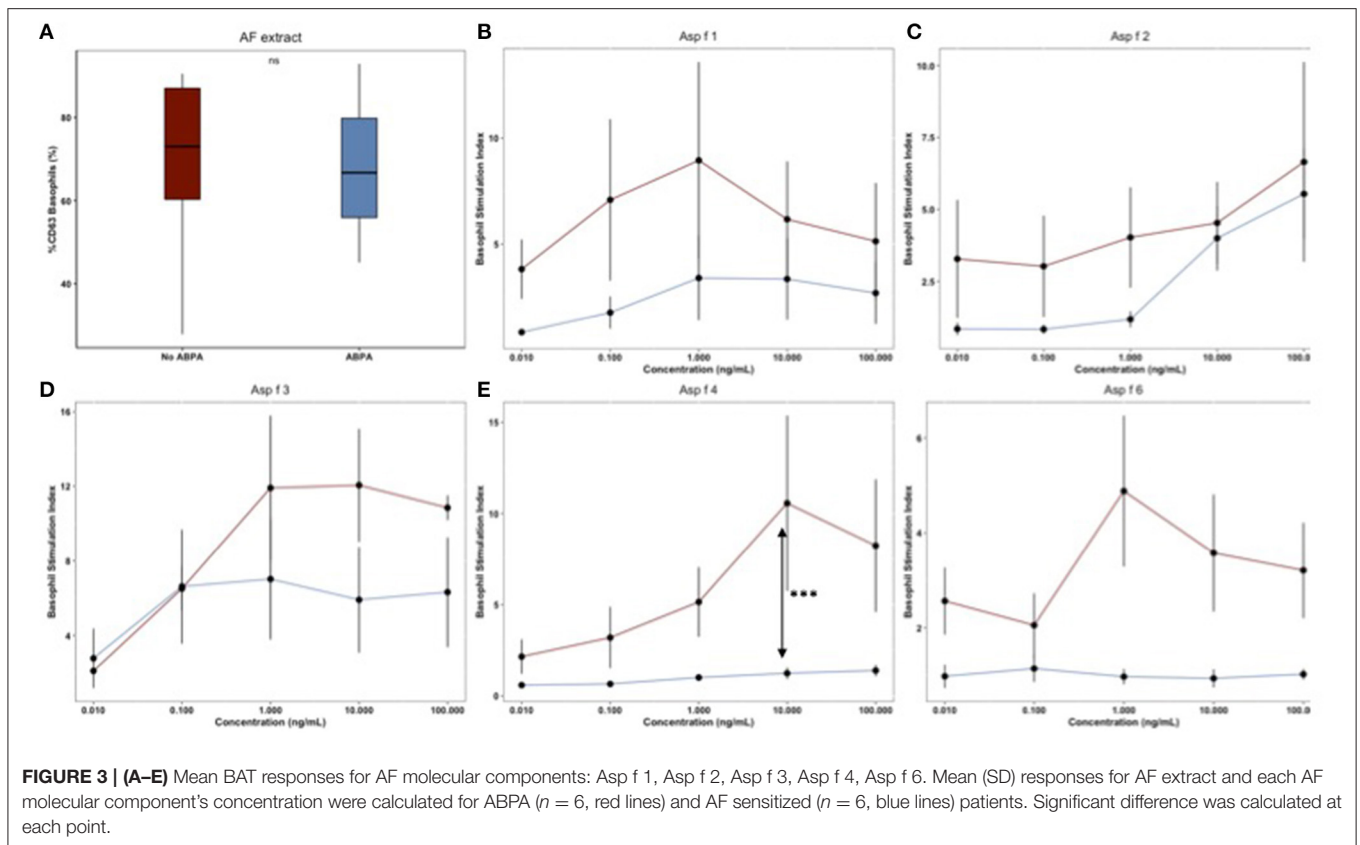 A
AF extract
ns
%CD63 Basophils (%)
80
60
40
No ABPA
ABPA
B
Asp f 1
Basophil Stimulation Index
10
5
0.010
0.100
1.000
10.000
100.000
Concentration (ng/mL)
C
Asp f 2
Basophil Stimulation Index
10.0
7.5
5.0
2.5
0.010
0.100
1.000
10.000
100.0
Concentration (ng/mL)
D
Asp f 3
Basophil Stimulation Index
16
12
8
4
0.010
0.100
1.000
10.000
100.000
Concentration (ng/mL)
E
Asp f 4
Basophil Stimulation Index
15
10
5
0
***
0.010
0.100
1.000
10.000
100.000
Concentration (ng/mL)
Asp f 6
Basophil Stimulation Index
6
4
2
0.010
0.100
1.000
10.000
100.0
Concentration (ng/mL)
FIGURE 3 | (A–E) Mean BAT responses for AF molecular components: Asp f 1, Asp f 2, Asp f 3, Asp f 4, Asp f 6. Mean (SD) responses for AF extract and each AF
molecular component's concentration were calculated for ABPA (n = 6, red lines) and AF sensitized (n = 6, blue lines) patients. Significant difference was calculated at
each point.